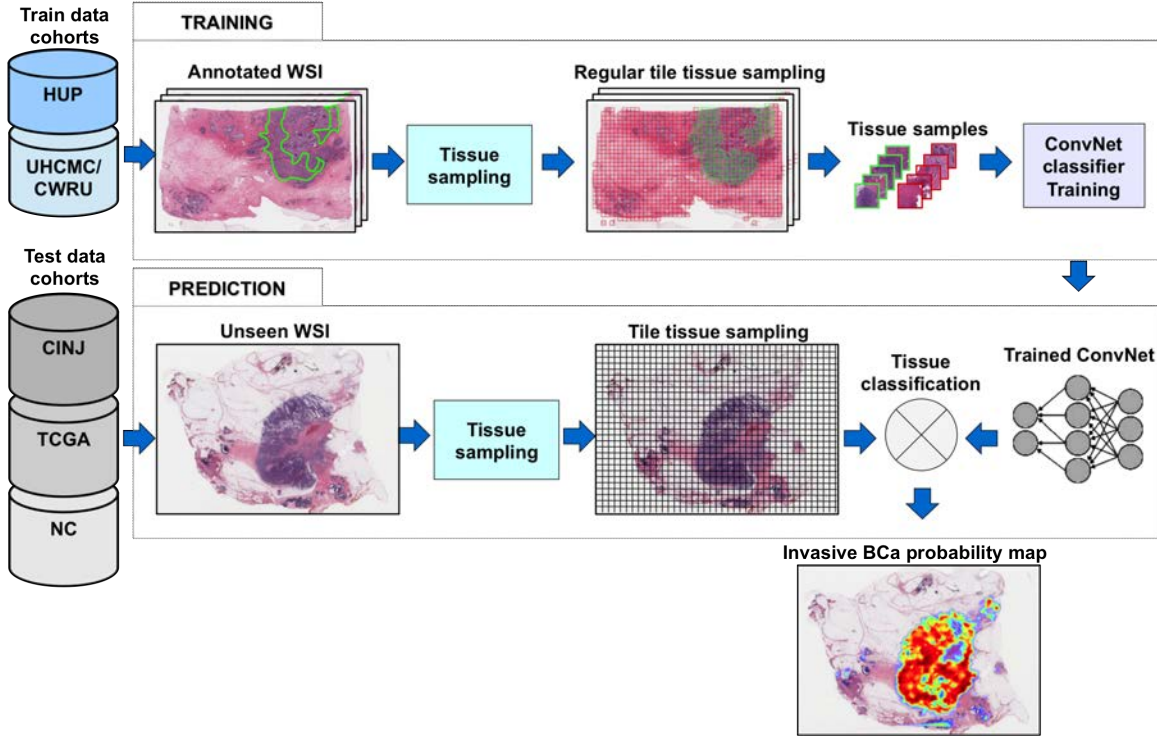 Train data
cohorts
HUP
UHCMC/
CWRU
TRAINING
Annotated WSI
Tissue
sampling
Regular tile tissue sampling
Tissue samples
ConvNet
classifier
Training
Test data
cohorts
CINJ
TCGA
NC
PREDICTION
Unseen WSI
Tissue
sampling
Tile tissue sampling
Tissue
classification
Trained ConvNet
Invasive BCa probability map